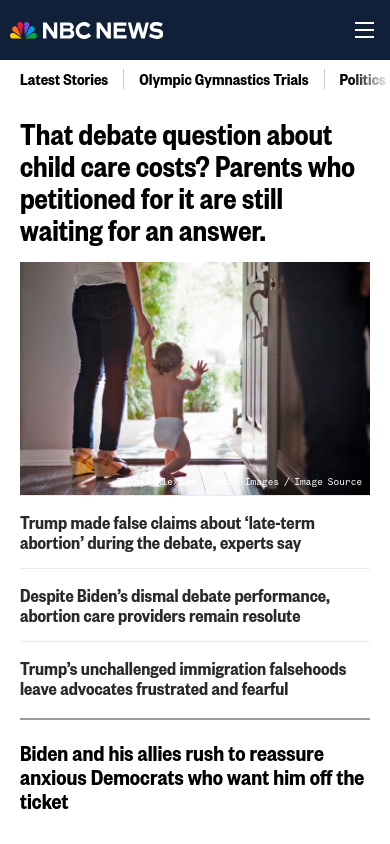 NBC NEWS
Latest Stories
Olympic Gymnastics Trials
Politics
That debate question about
child care costs? Parents who
petitioned for it are still
waiting for an answer.
Images / Image Source
Trump made false claims about ‘late-term
abortion’ during the debate, experts say
Despite Biden’s dismal debate performance,
abortion care providers remain resolute
Trump’s unchallenged immigration falsehoods
leave advocates frustrated and fearful
Biden and his allies rush to reassure
anxious Democrats who want him off the
ticket